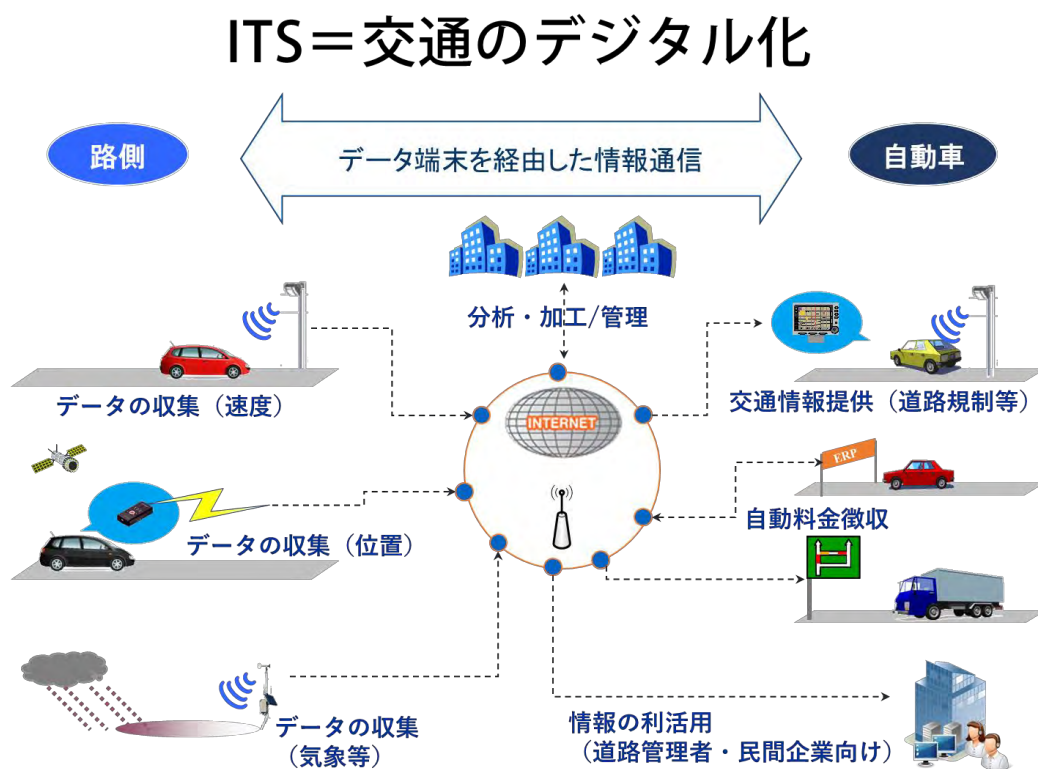 ITS＝交通のデジタル化
路側
データ端末を経由した情報通信
自動車
分析・加工/管理
データの収集（速度）
INTERNET
交通情報提供（道路規制等）
データの収集（位置）
ERP
自動料金徴収
データの収集
（気象等）
情報の利活用
（道路管理者・民間企業向け）